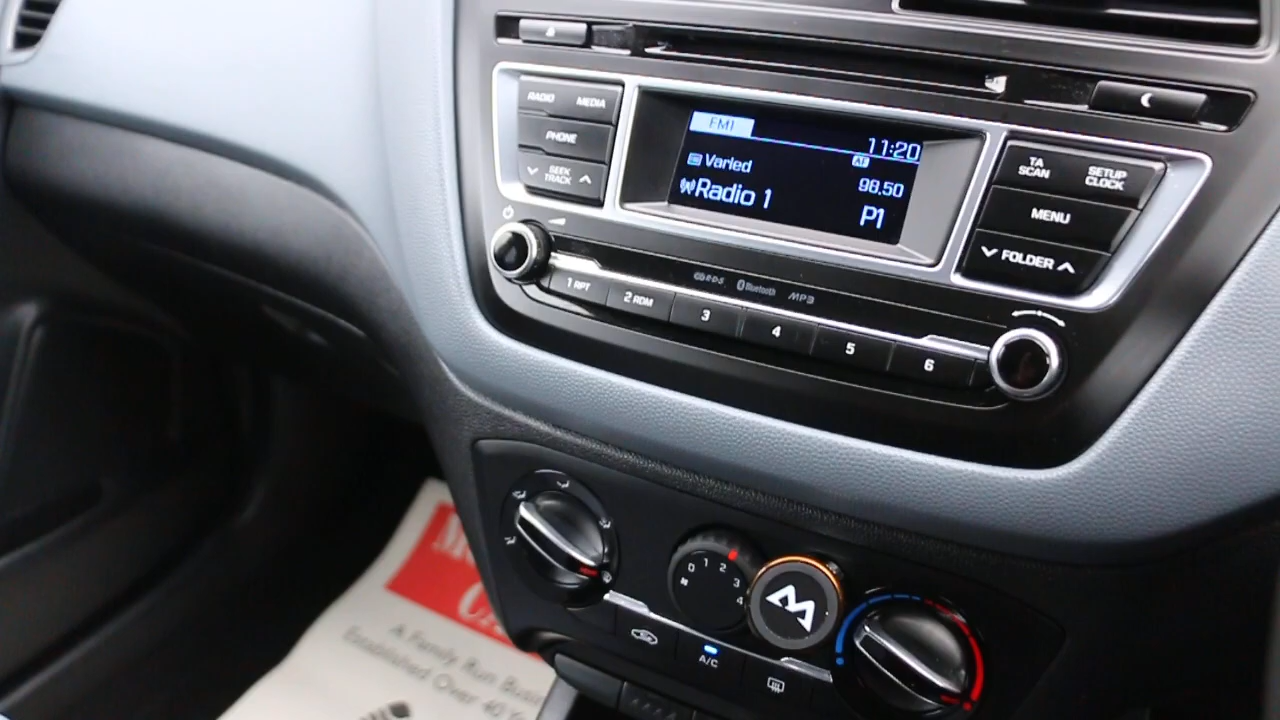 RADIO MEDIA
PHONE
SEEK
TRACK
FM1
11:20
AF
Varied
98.50
Radio 1
P1
TA
SCAN
SETUP
CLOCK
MENU
FOLDER
RDS Bluetooth MP3
1 RPT
2 RDM
3
4
5
6
0 1 2 3 4
A/C
A Family Run
Established Over 40